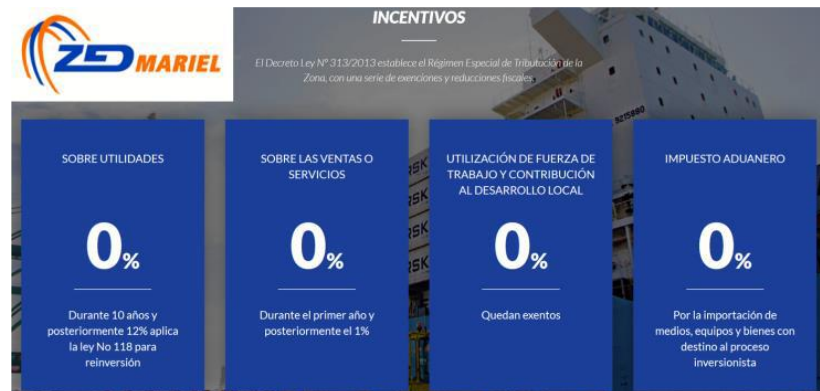 ZED MARIEL
INCENTIVOS
El Decreto Ley Nº 313/2013 establece el Régimen Especial de Tributación de la
Zona, con una serie de exenciones y reducciones fiscales.
SOBRE UTILIDADES
0%
Durante 10 años y
posteriormente 12% aplica
la ley No 118 para
reinversión
SOBRE LAS VENTAS O
SERVICIOS
0%
Durante el primer año y
posteriormente el 1%
UTILIZACIÓN DE FUERZA DE
TRABAJO Y CONTRIBUCIÓN
AL DESARROLLO LOCAL
0%
Quedan exentos
IMPUESTO ADUANERO
0%
Por la importación de
medios, equipos y bienes con
destino al proceso
inversionista
9215880
RSK
RSK
RSK